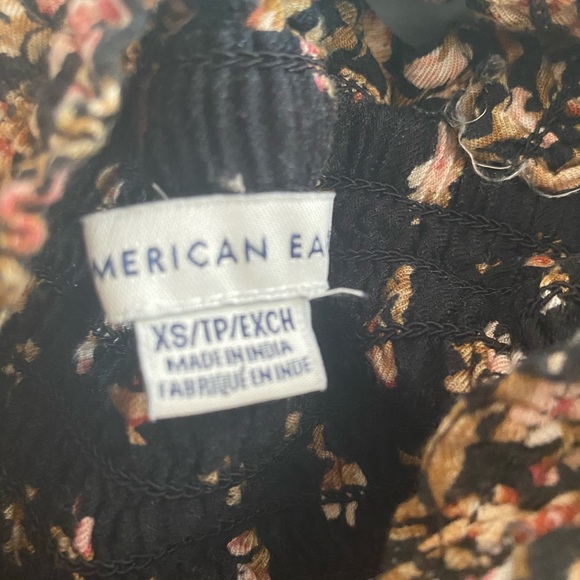 MERICAN EA
XS/TP/EXCH
MADE IN INDIA
FABRIQUÉ EN INDE